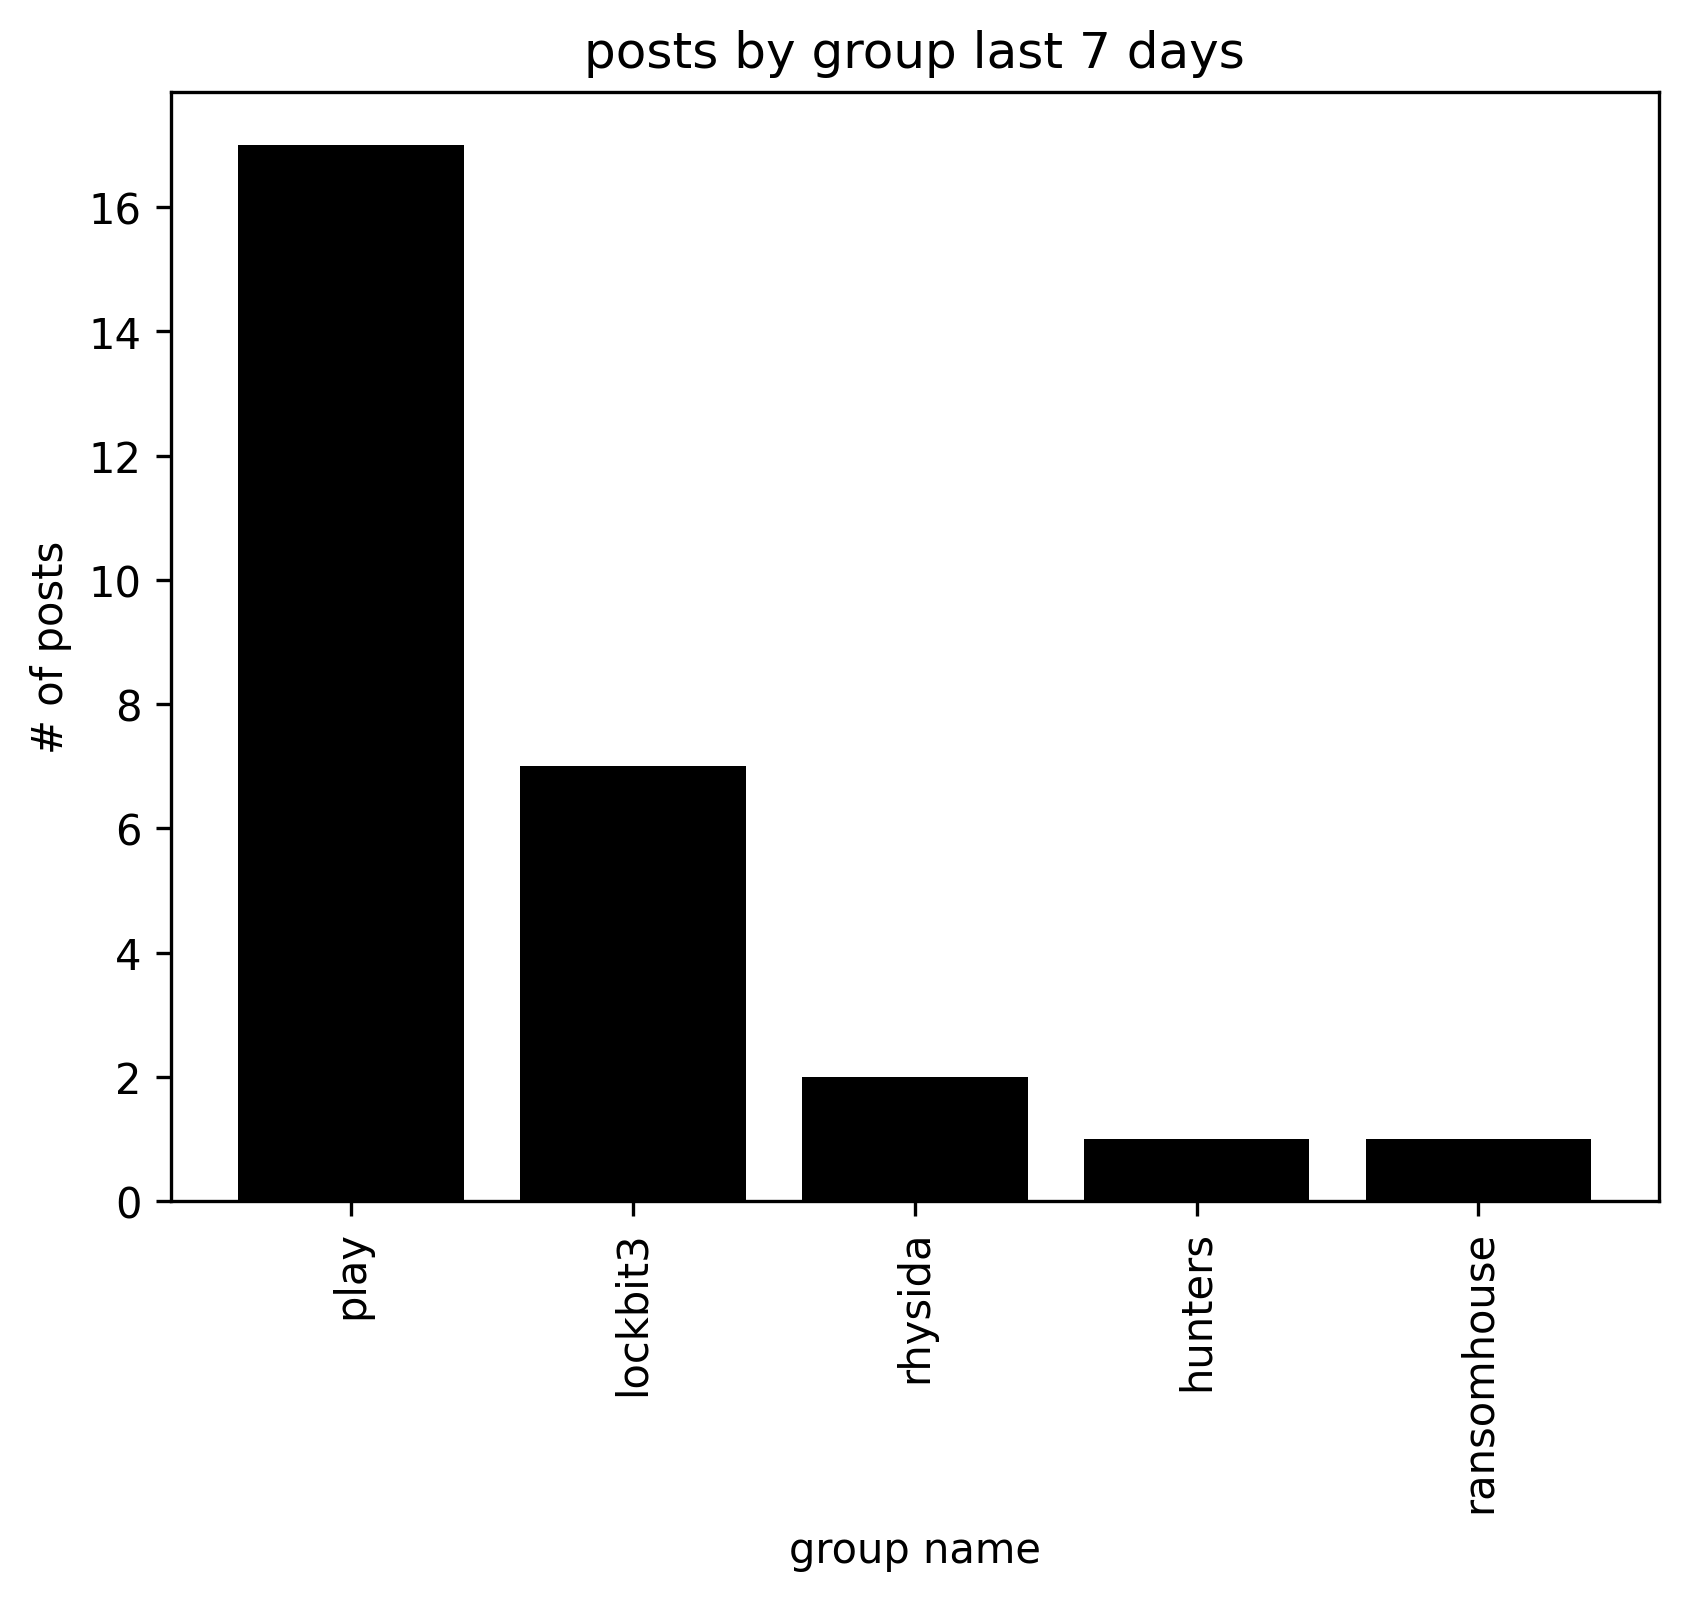 posts by group last 7 days
# of posts
16
14
12
10
8
6
4
2
0
play
lockbit3
rhysida
hunters
ransomhouse
group name